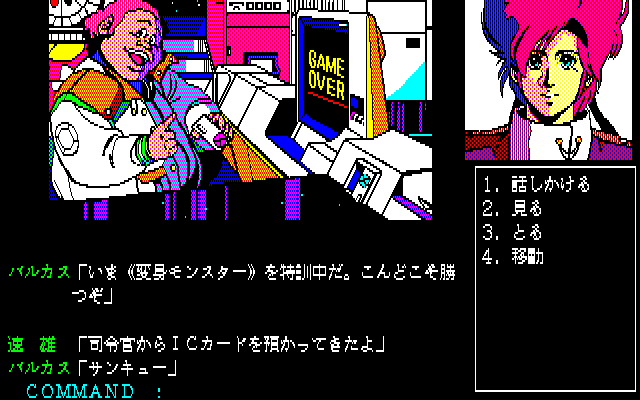 GAME
OVER
1. 話しかける
2. 見る
3. とる
4. 移動
バルカス「いま《変身モンスター》を特訓中だ。こんどこそ勝
つぞ」
速 雄 「司令官からICカードを預かってきたよ」
バルカス「サンキュー」
COMMAND :